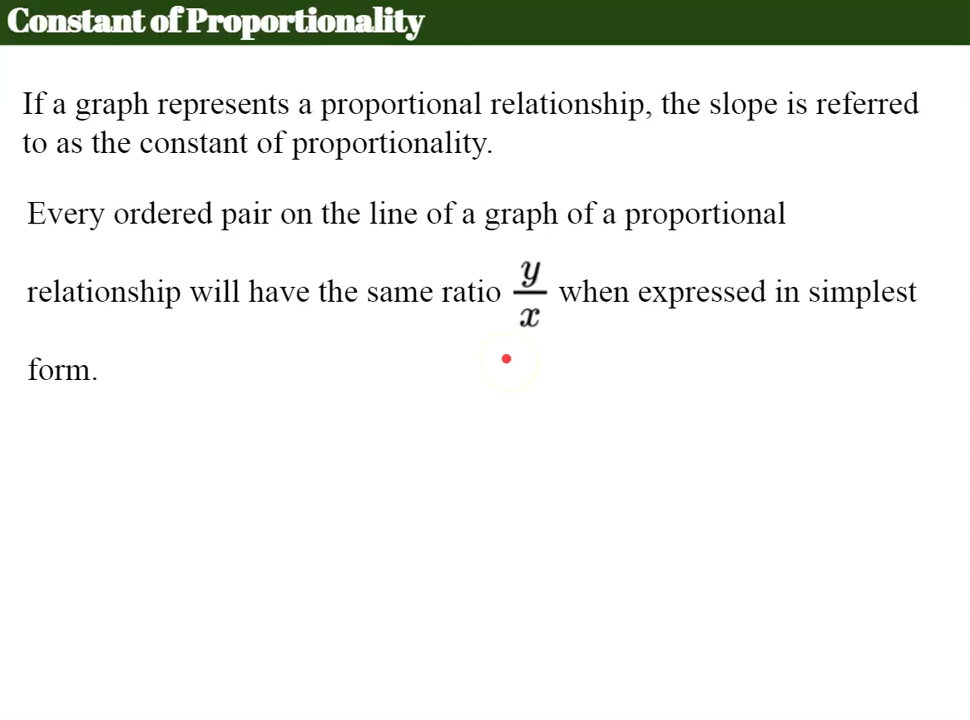 Constant of Proportionality
If a graph represents a proportional relationship, the slope is referred
to as the constant of proportionality.
Every ordered pair on the line of a graph of a proportional
relationship will have the same ratio y/x when expressed in simplest
form.